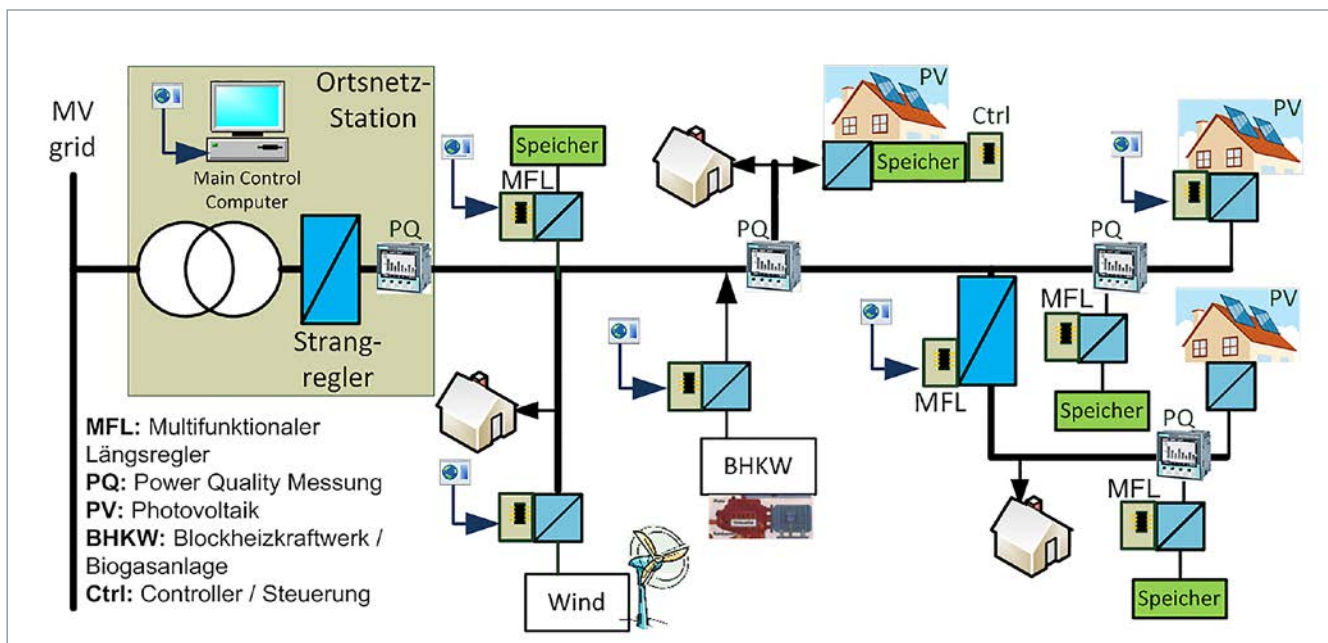 MV
grid
Ortsnetz-
Station
Main Control
Computer
PQ
Strang-
regler
Speicher
MFL
PV
Ctrl
Speicher
PQ
PV
PQ
MFL
Speicher
PV
MFL
PQ
MFL
Speicher
BHKW
Wind
MFL: Multifunktionaler
Längsregler
PQ: Power Quality Messung
PV: Photovoltaik
BHKW: Blockheizkraftwerk /
Biogasanlage
Ctrl: Controller / Steuerung